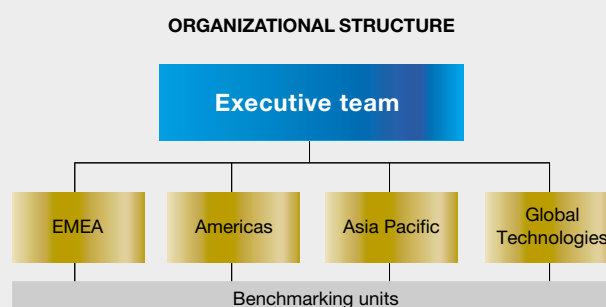 ORGANIZATIONAL STRUCTURE
Executive team
EMEA
Americas
Asia Pacific
Global
Technologies
Benchmarking units